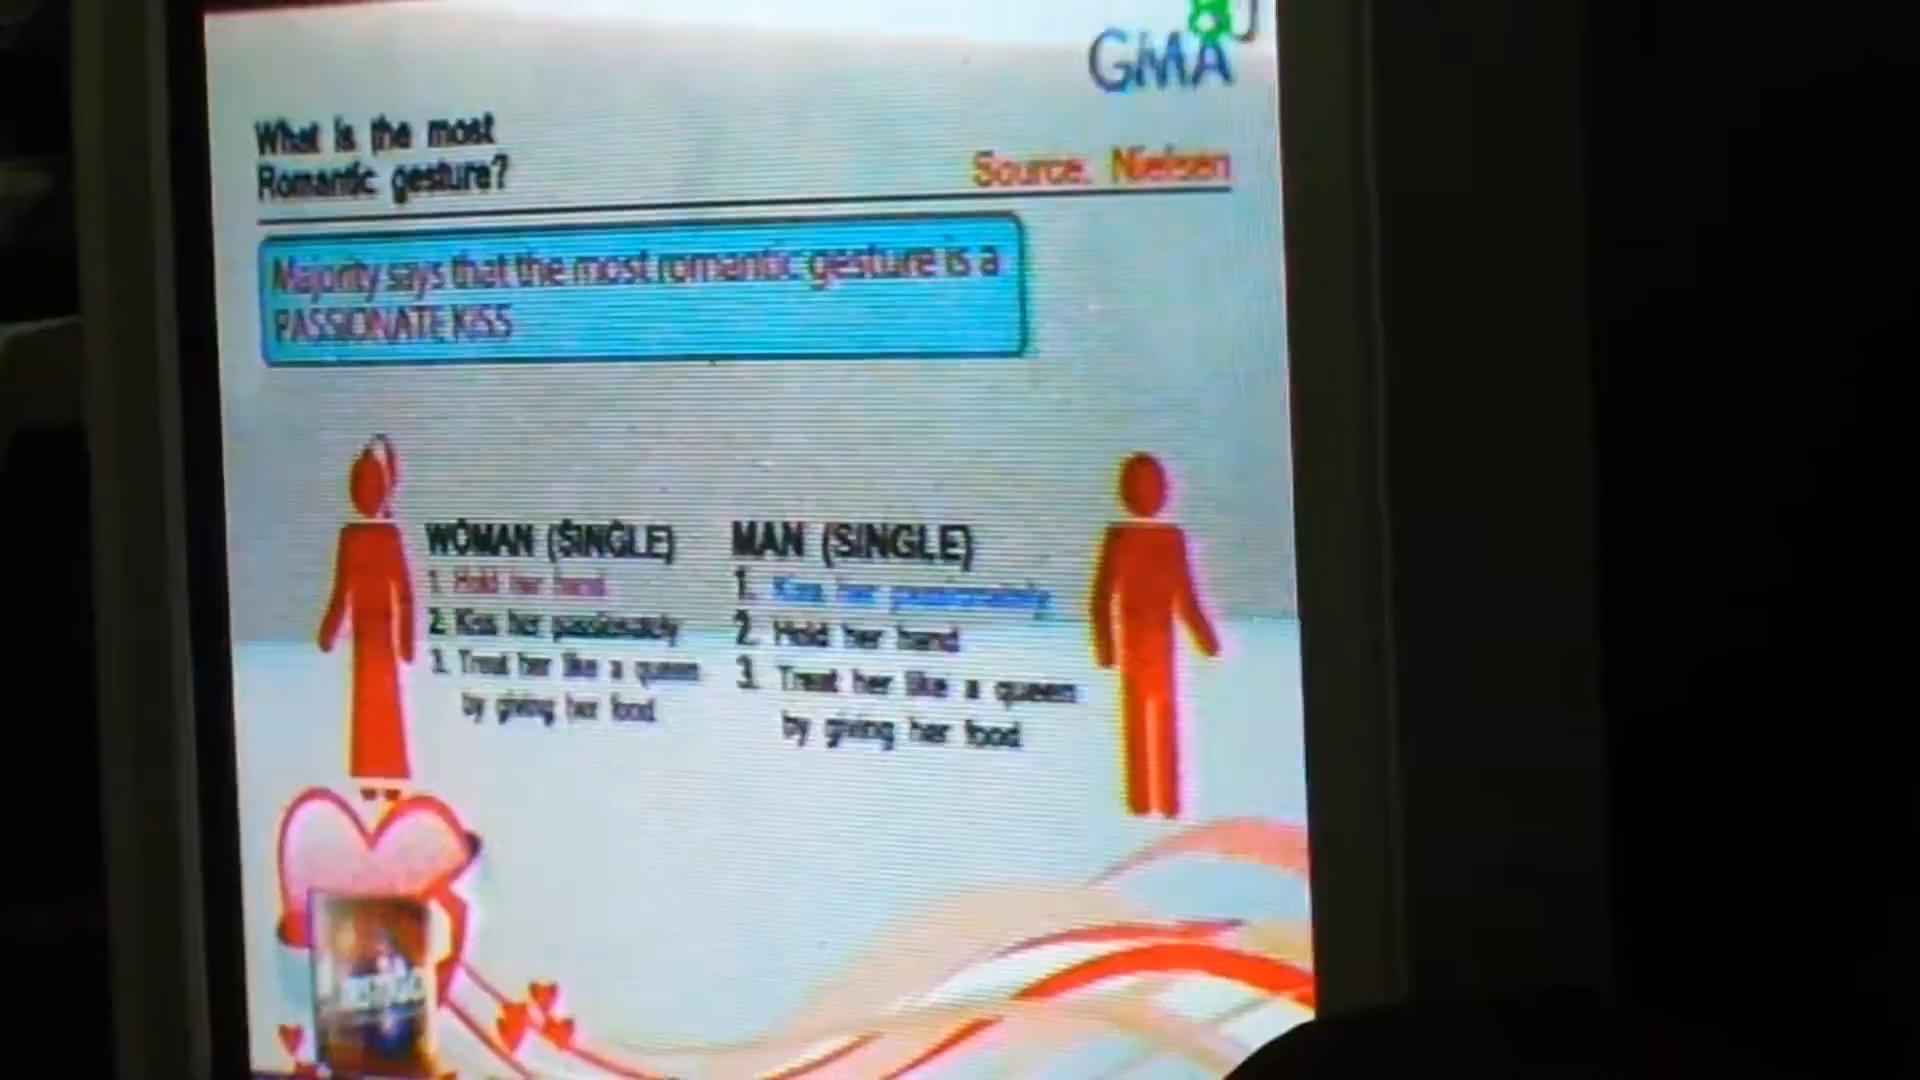 GMA
What is the most
Romantic gesture?
Source: Nielsen
Majority says that the most romantic gesture is a
PASSIONATE KISS
WOMAN (SINGLE)
1. Hold her hand
2. Kiss her passionately
3. Treat her like a queen
by giving her food
MAN (SINGLE)
1. Kiss her passionately
2. Hold her hand
3. Treat her like a queen
by giving her food